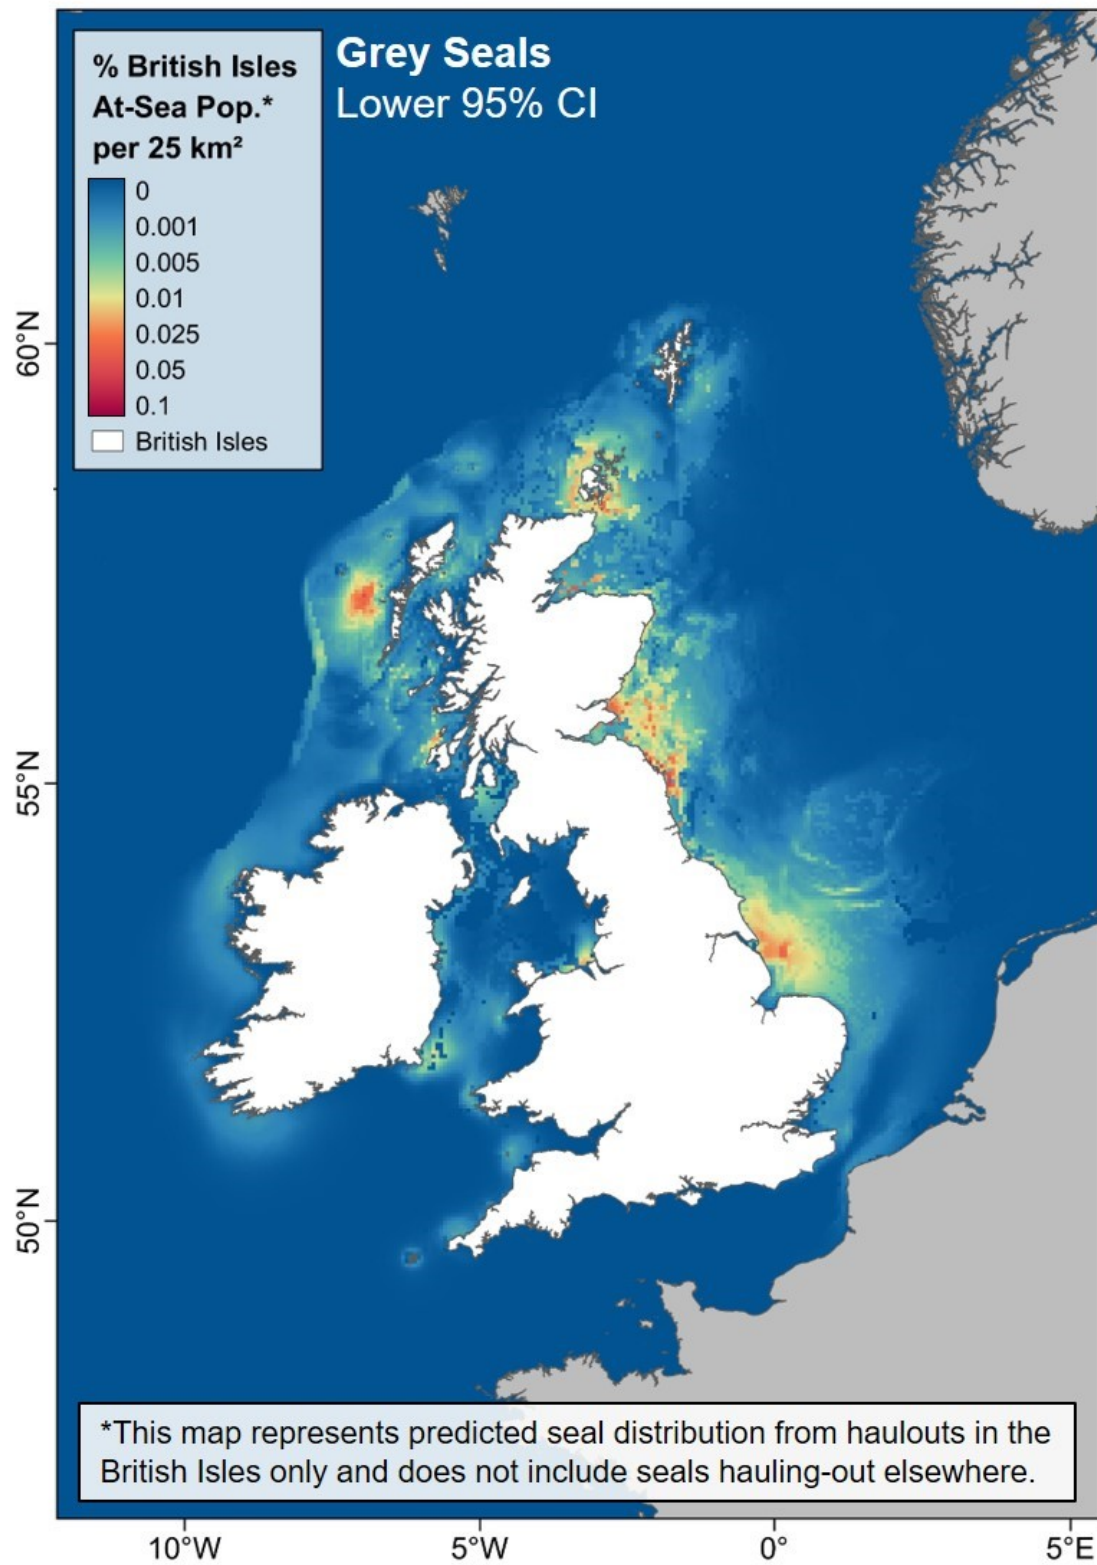 % British Isles
At-Sea Pop.*
per 25 km²
0
0.001
0.005
0.01
0.025
0.05
0.1
British Isles
Grey Seals
Lower 95% CI
60°N
55°N
50°N
*This map represents predicted seal distribution from haulouts in the
British Isles only and does not include seals hauling-out elsewhere.
10°W
5°W
0°
5°E